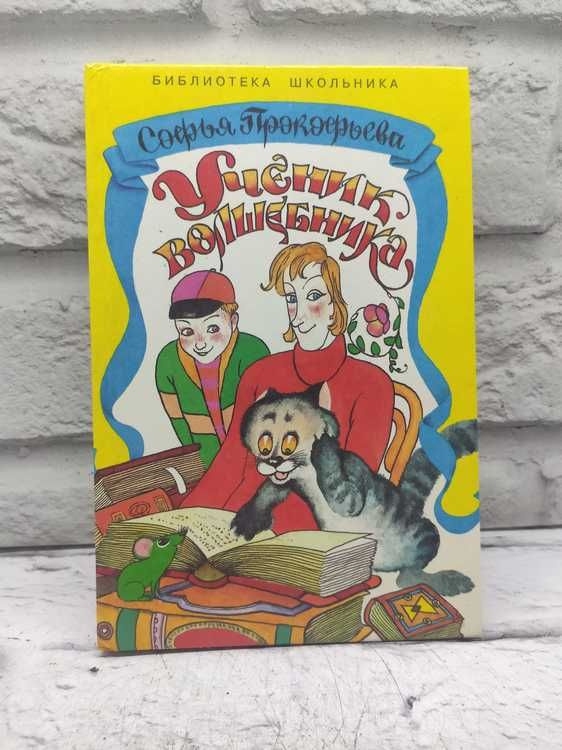 БИБЛИОТЕКА ШКОЛЬНИКА
Софья Прокофьева
Ученик
волшебника